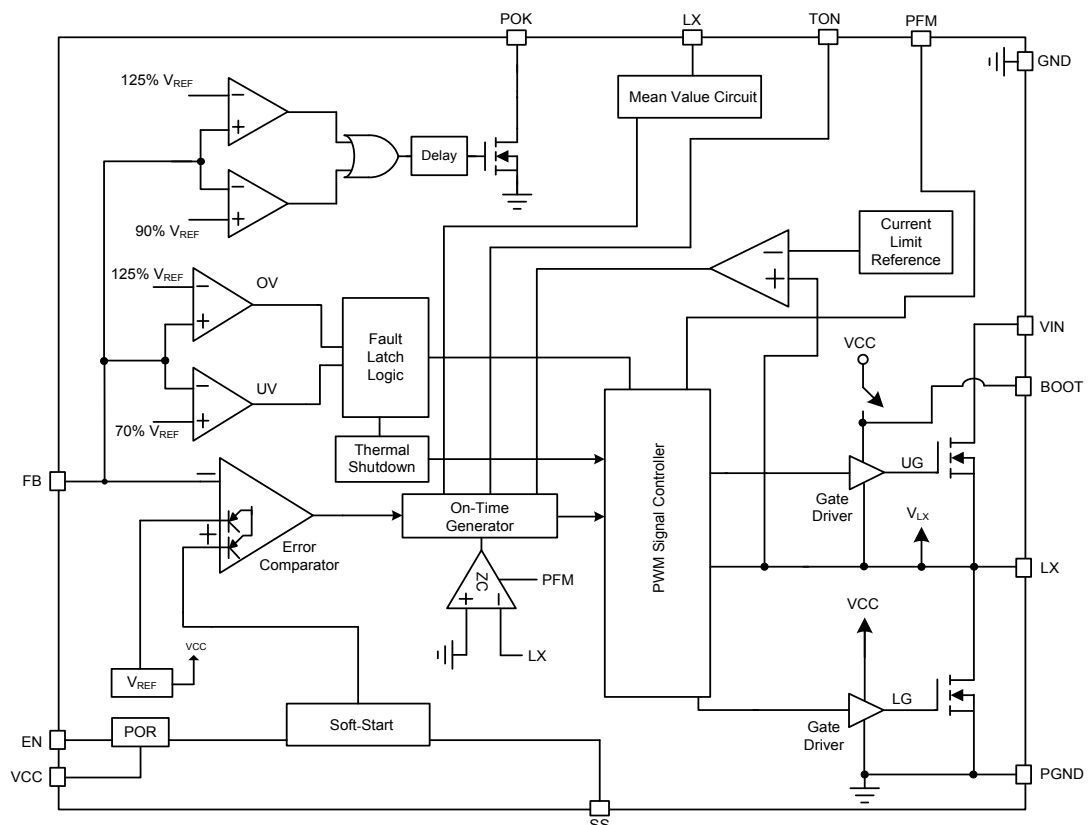 POK
LX
TON
PFM
GND
125% VREF
Mean Value Circuit
−
+
Delay
−
+
90% VREF
Current
Limit
Reference
−
+
125% VREF
OV
−
+
Fault
Latch
Logic
VIN
VCC
BOOT
UV
−
+
70% VREF
Thermal
Shutdown
FB
−
+
Error
Comparator
On-Time
Generator
PWM Signal Controller
UG
Gate
Driver
VLX
ZC
+
−
PFM
LX
LX
VCC
VCC
VREF
LG
Gate
Driver
Soft-Start
POR
EN
VCC
PGND
SS